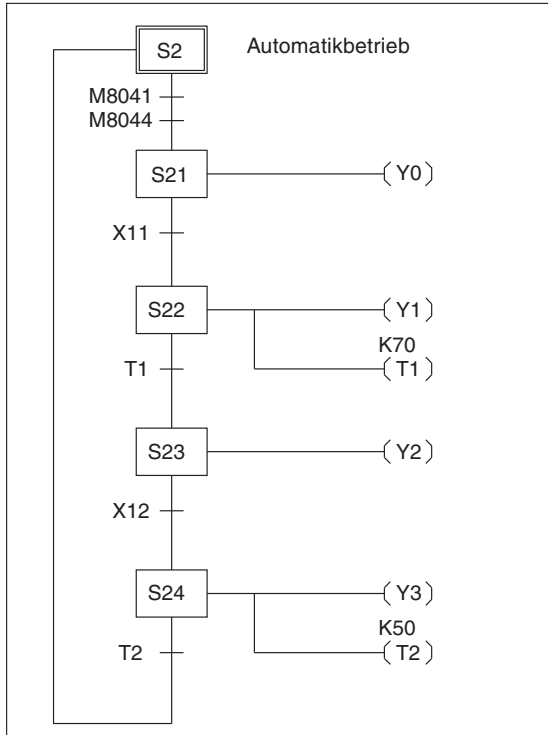 S2 Automatikbetrieb
M8041
M8044
S21 Y0
X11
S22 Y1
K70
T1 T1
S23 Y2
X12
S24 Y3
K50
T2 T2